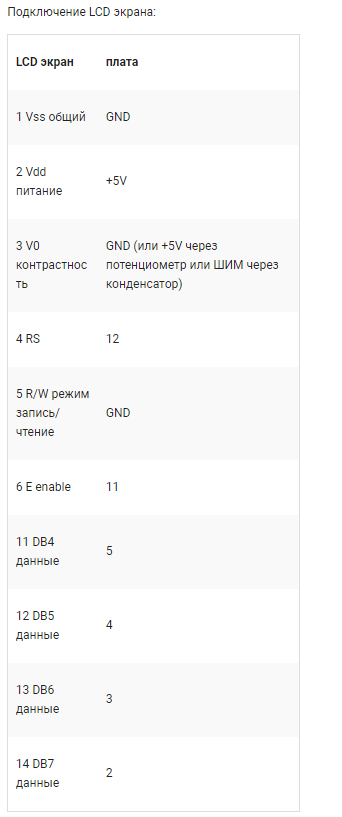 Подключение LCD экрана:
LCD экран плата
1 Vss общий GND
2 Vdd
питание
+5V
3 V0
контрастнос
ть
GND (или +5V через
потенциометр или ШИМ через
конденсатор)
4 RS 12
5 R/W режим
запись/
чтение
GND
6 E enable 11
11 DB4
данные
5
12 DB5
данные
4
13 DB6
данные
3
14 DB7
данные
2